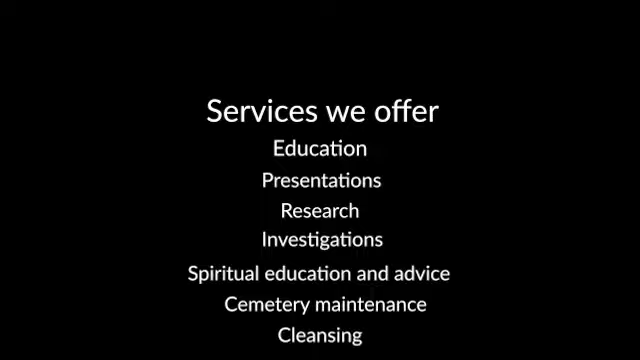 Services we offer
Education
Presentations
Research
Investigations
Spiritual education and advice
Cemetery maintenance
Cleansing